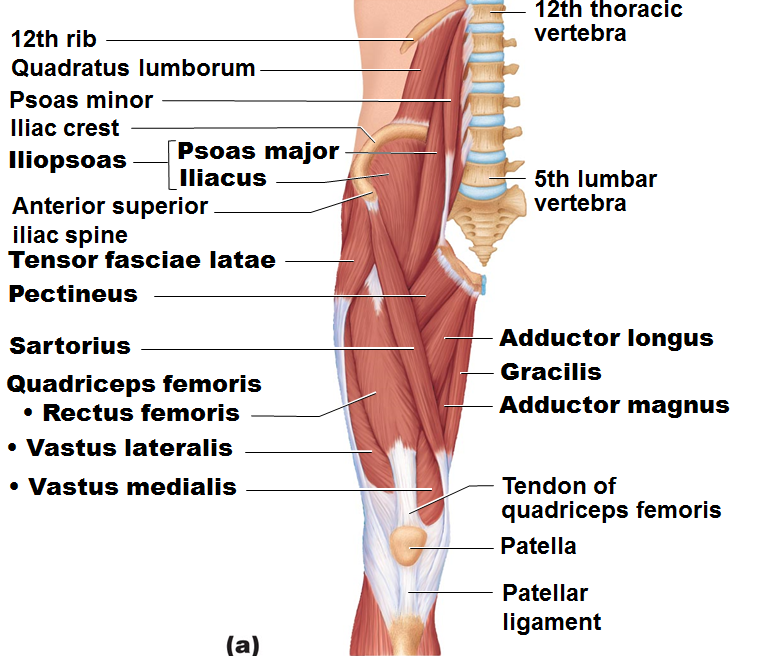 12th thoracic
vertebra
12th rib
Quadratus lumborum
Psoas minor
Iliac crest
Iliopsoas
Psoas major
Iliacus
5th lumbar
vertebra
Anterior superior
iliac spine
Tensor fasciae latae
Pectineus
Sartorius
Adductor longus
Gracilis
Adductor magnus
Quadriceps femoris
• Rectus femoris
• Vastus lateralis
• Vastus medialis
Tendon of
quadriceps femoris
Patella
Patellar
ligament
(a)